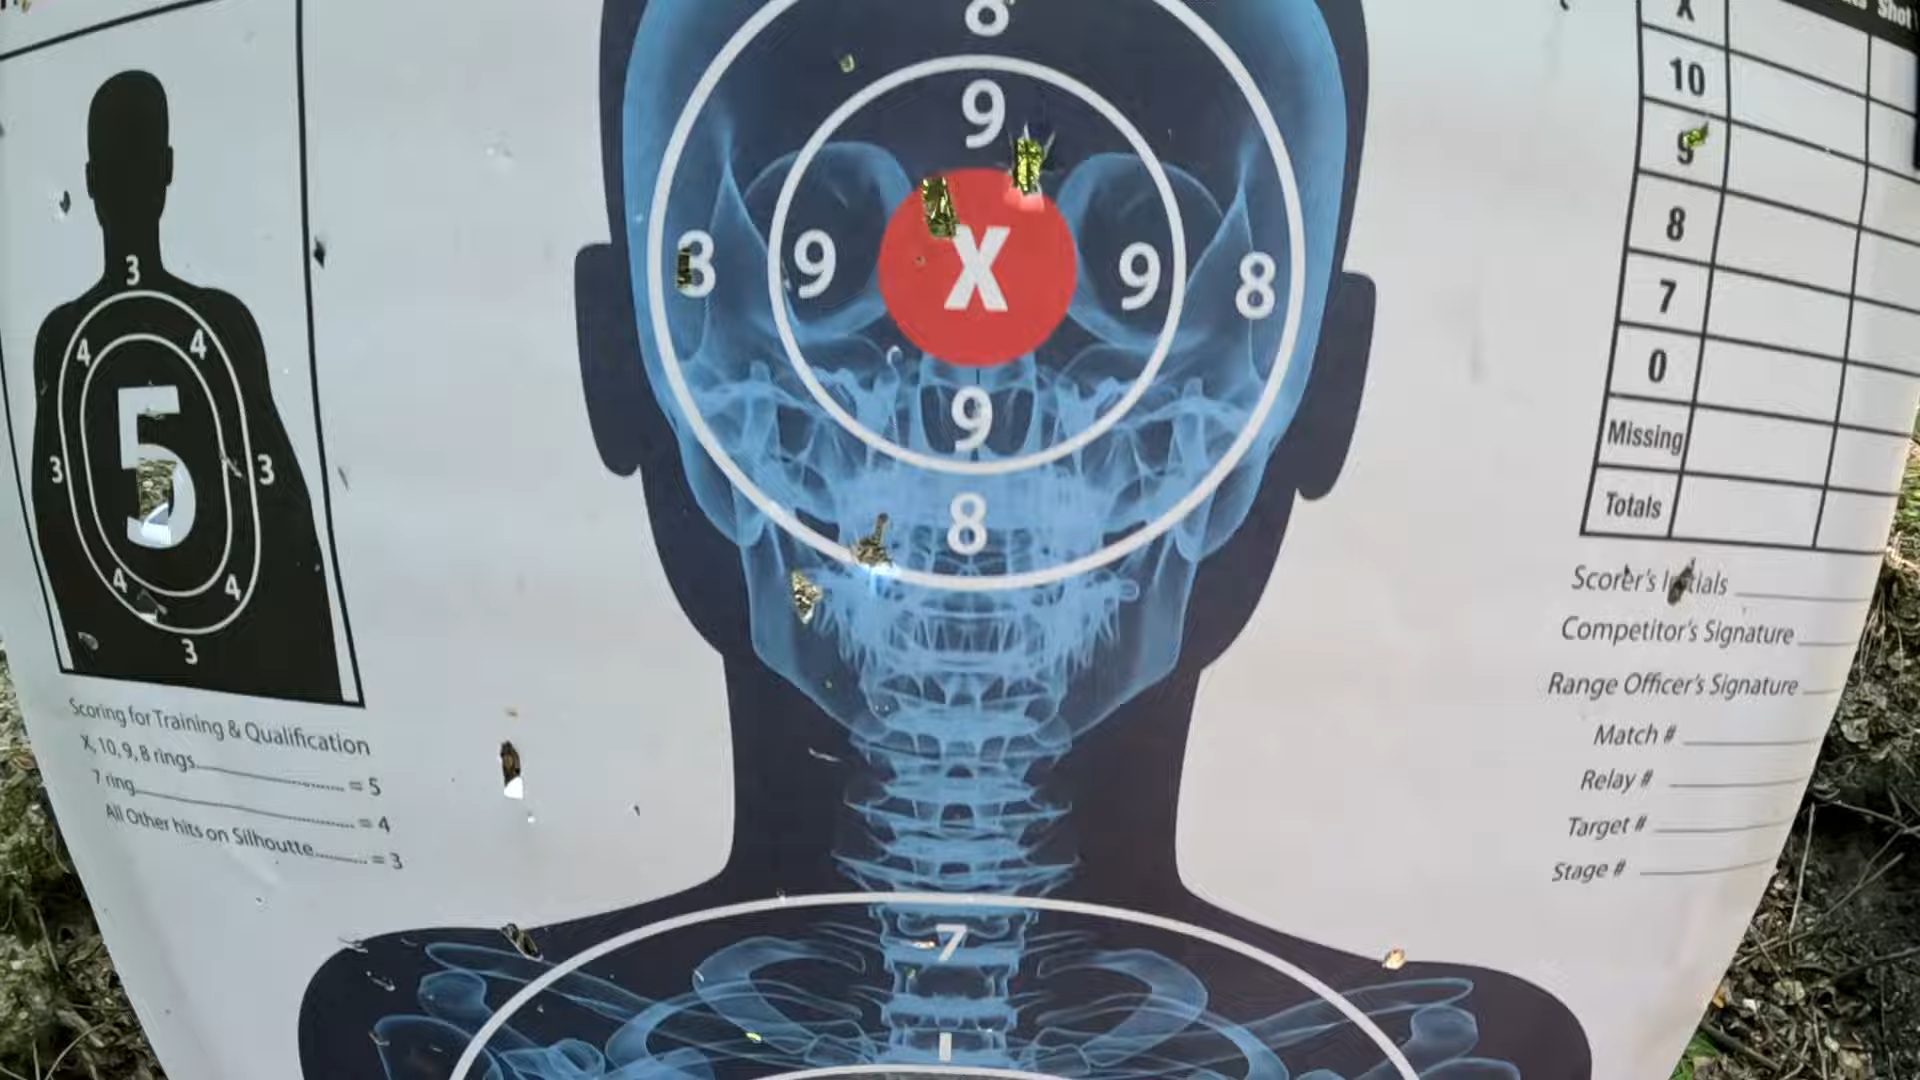 3
4 4
5
3 3
4 4
3
Scoring for Training & Qualification
X, 10, 9, 8 rings = 5
7 ring = 4
All Other hits on Silhoutte = 3
8
9
8 9 X 9 8
9
8
7
Shot
X
10
9
8
7
0
Missing
Totals
Scorer's Initials
Competitor's Signature
Range Officer's Signature
Match #
Relay #
Target #
Stage #